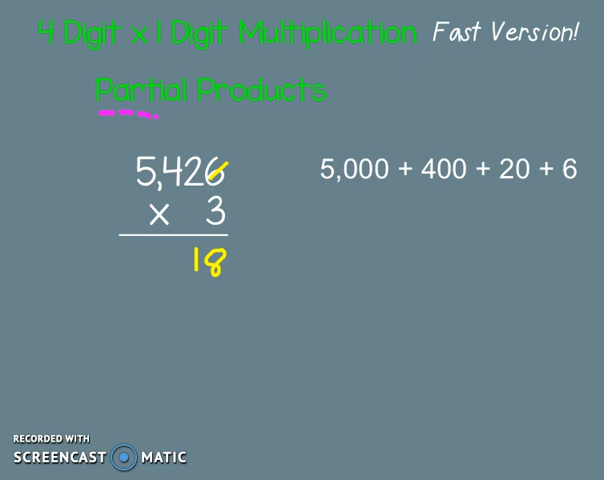 4 Digit x 1 Digit Multiplication Fast Version!
Partial Products
5,426 5,000 + 400 + 20 + 6
x 3
18
RECORDED WITH
SCREENCAST MATIC